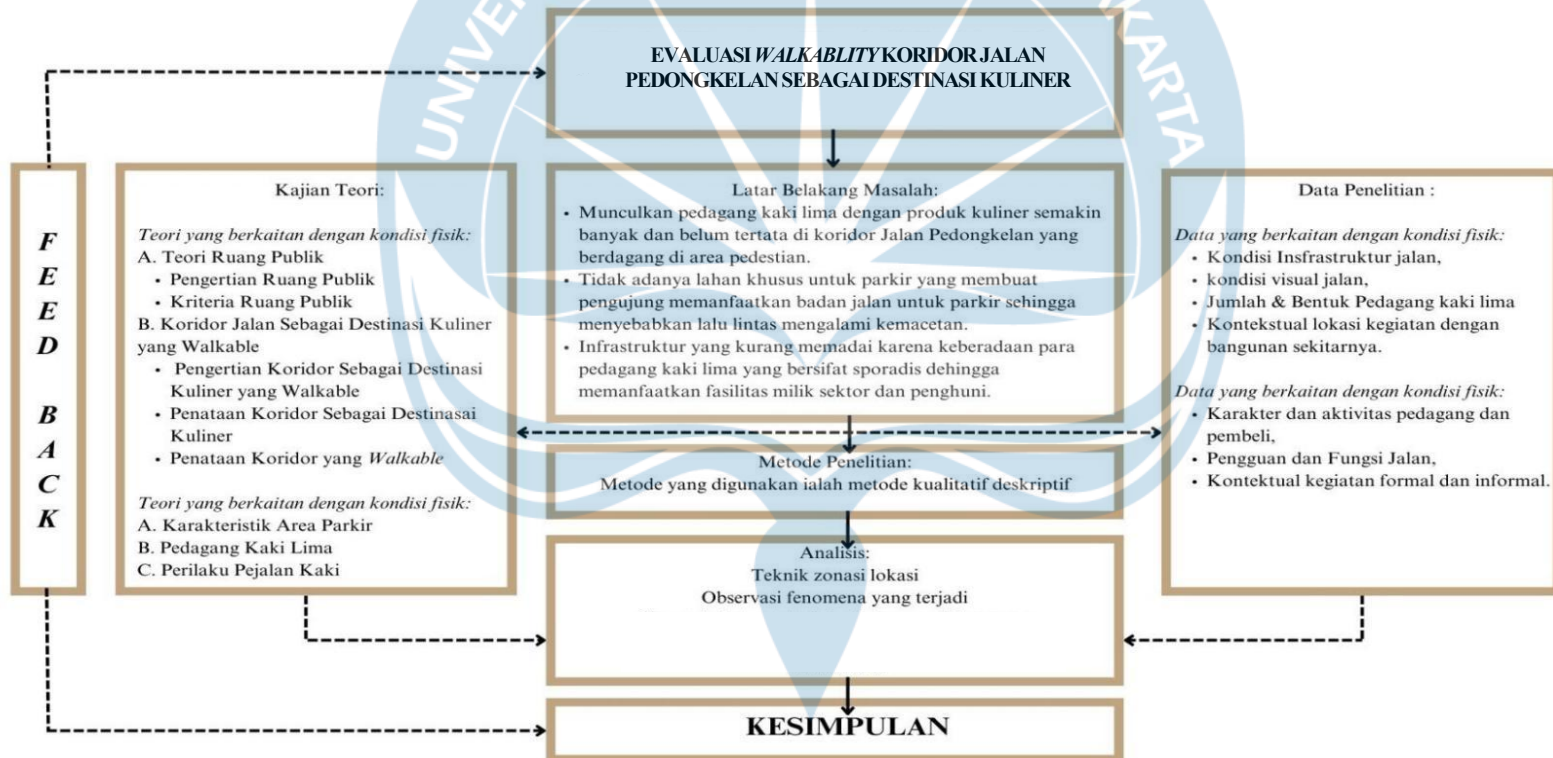 EVALUASI WALKABLITY KORIDOR JALAN
PEDONGKELAN SEBAGAI DESTINASI KULINER
FEED BACK
Kajian Teori:
Teori yang berkaitan dengan kondisi fisik:
A. Teori Ruang Publik
• Pengertian Ruang Publik
• Kriteria Ruang Publik
B. Koridor Jalan Sebagai Destinasi Kuliner
yang Walkable
• Pengertian Koridor Sebagai Destinasi
Kuliner yang Walkable
• Penataan Koridor Sebagai Destinasai
Kuliner
• Penataan Koridor yang Walkable
Teori yang berkaitan dengan kondisi fisik:
A. Karakteristik Area Parkir
B. Pedagang Kaki Lima
C. Perilaku Pejalan Kaki
Latar Belakang Masalah:
• Munculkan pedagang kaki lima dengan produk kuliner semakin
banyak dan belum tertata di koridor Jalan Pedongkelan yang
berdagang di area pedestian.
• Tidak adanya lahan khusus untuk parkir yang membuat
pengujung memanfaatkan badan jalan untuk parkir sehingga
menyebabkan lalu lintas mengalami kemacetan.
• Infrastruktur yang kurang memadai karena keberadaan para
pedagang kaki lima yang bersifat sporadis dehingga
memanfaatkan fasilitas milik sektor dan penghuni.
Metode Penelitian:
Metode yang digunakan ialah metode kualitatif deskriptif
Analisis:
Teknik zonasi lokasi
Observasi fenomena yang terjadi
KESIMPULAN
Data Penelitian :
Data yang berkaitan dengan kondisi fisik:
• Kondisi Insfrastruktur jalan,
• kondisi visual jalan,
• Jumlah & Bentuk Pedagang kaki lima
• Kontekstual lokasi kegiatan dengan
bangunan sekitarnya.
Data yang berkaitan dengan kondisi fisik:
• Karakter dan aktivitas pedagang dan
pembeli,
• Pengguan dan Fungsi Jalan,
• Kontektual kegiatan formal dan informal.